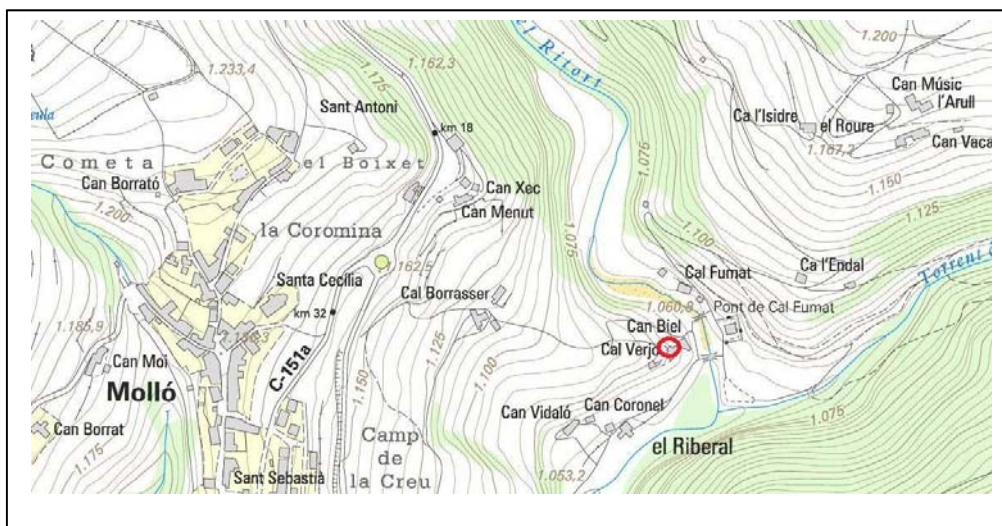 el Ritort
1.200
1.233,4
1.175
1.162,3
Can Músic
l'Arull
Sant Antoni
km 18
Ca l'Isidre
el Roure
1.075
Can Vaca
1.167,2
Cometa
el Boixet
1.150
Can Borrató
Can Xec
Can Menut
1.200
1.125
la Coromina
1.075
1.100
Santa Cecília
1.162,5
Cal Fumat
Ca l'Endal
Torrent
Cal Borrasser
km 32
1.060,8
Pont de Cal Fumat
1.185,9
Can Biel
Cal Verjo
1.125
Can Moi
C-151a
1.100
Molló
1.150
Can Vidaló
Can Coronel
1.075
Can Borrat
Camp
de
la Creu
el Riberal
1.175
Sant Sebastià
1.053,2